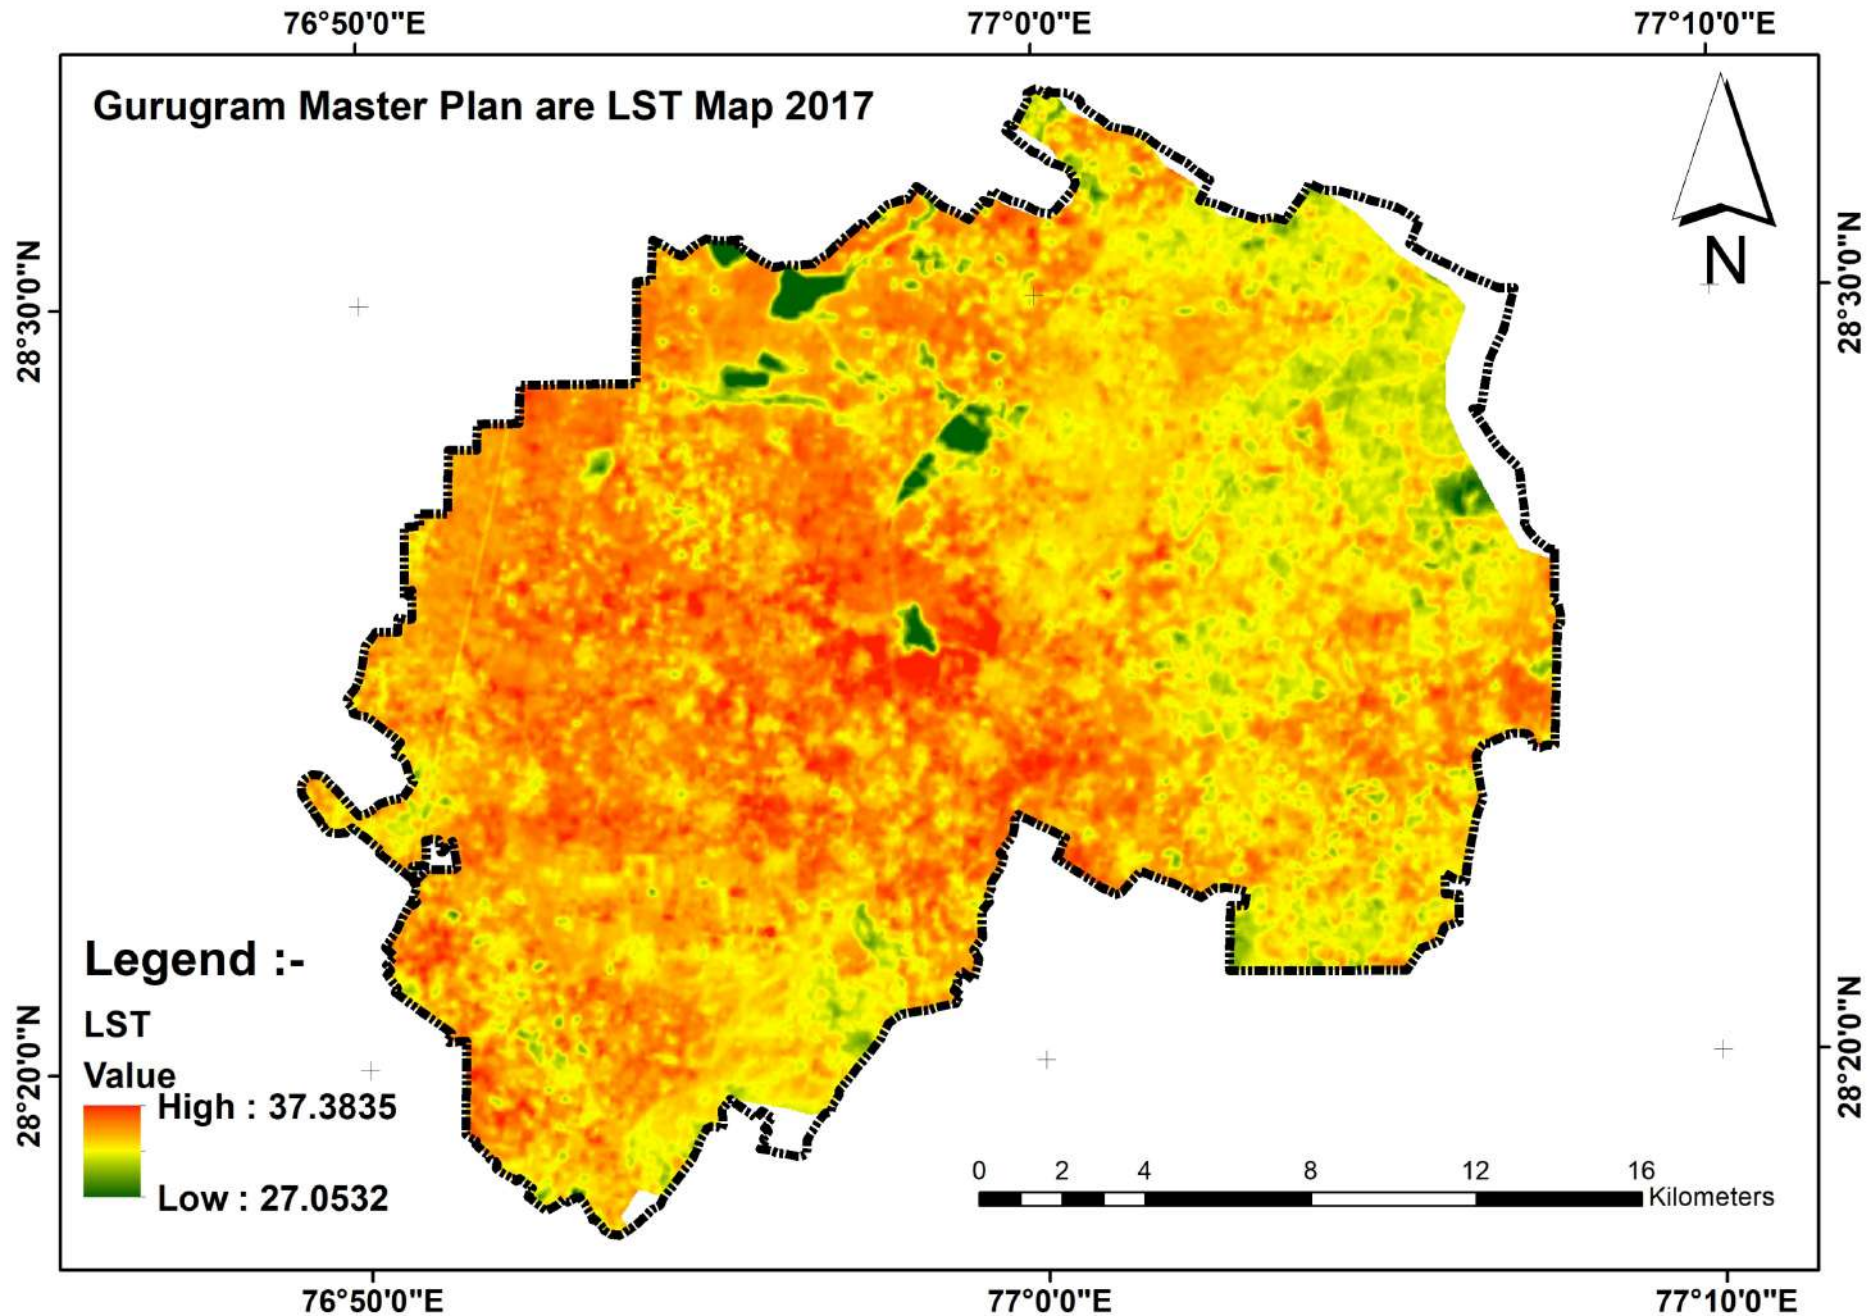 76°50'0"E 77°0'0"E 77°10'0"E
Gurugram Master Plan are LST Map 2017
N
28°30'0"N 28°30'0"N
Legend :-
LST
Value
High : 37.3835
Low : 27.0532
28°20'0"N 28°20'0"N
0 2 4 8 12 16
Kilometers
76°50'0"E 77°0'0"E 77°10'0"E